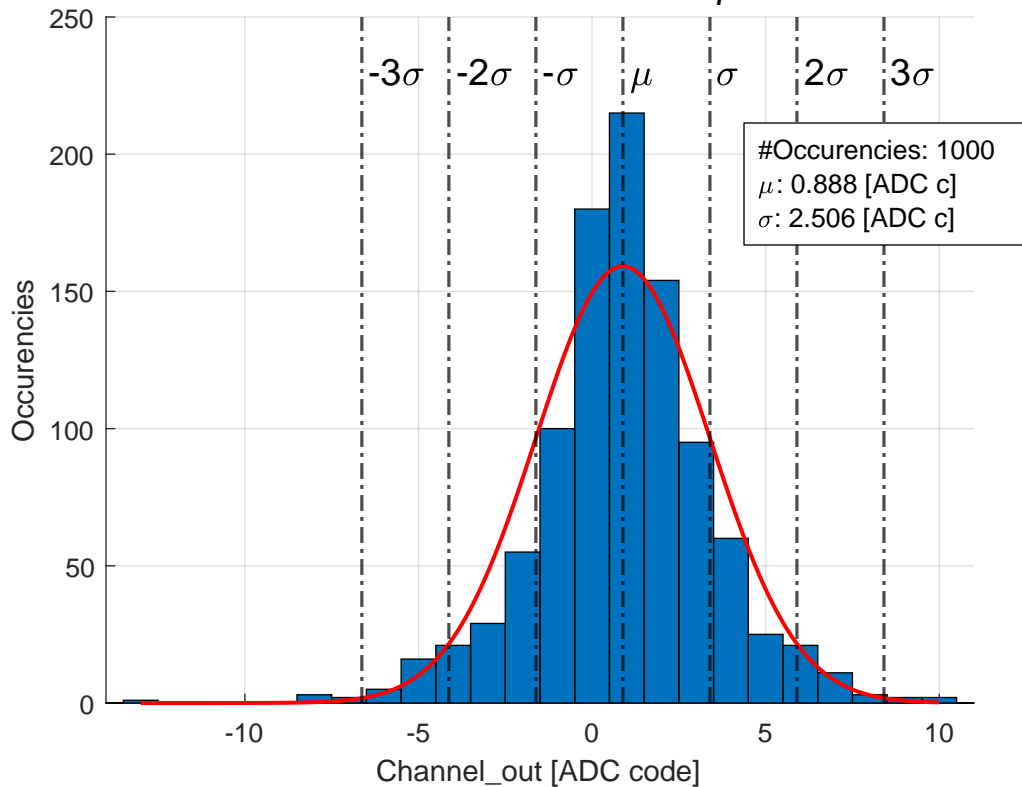 250
200
150
100
50
0
-3σ -2σ -σ μ σ 2σ 3σ
#Occurencies: 1000
μ: 0.888 [ADC c]
σ: 2.506 [ADC c]
Occurencies
-10 -5 0 5 10
Channel_out [ADC code]